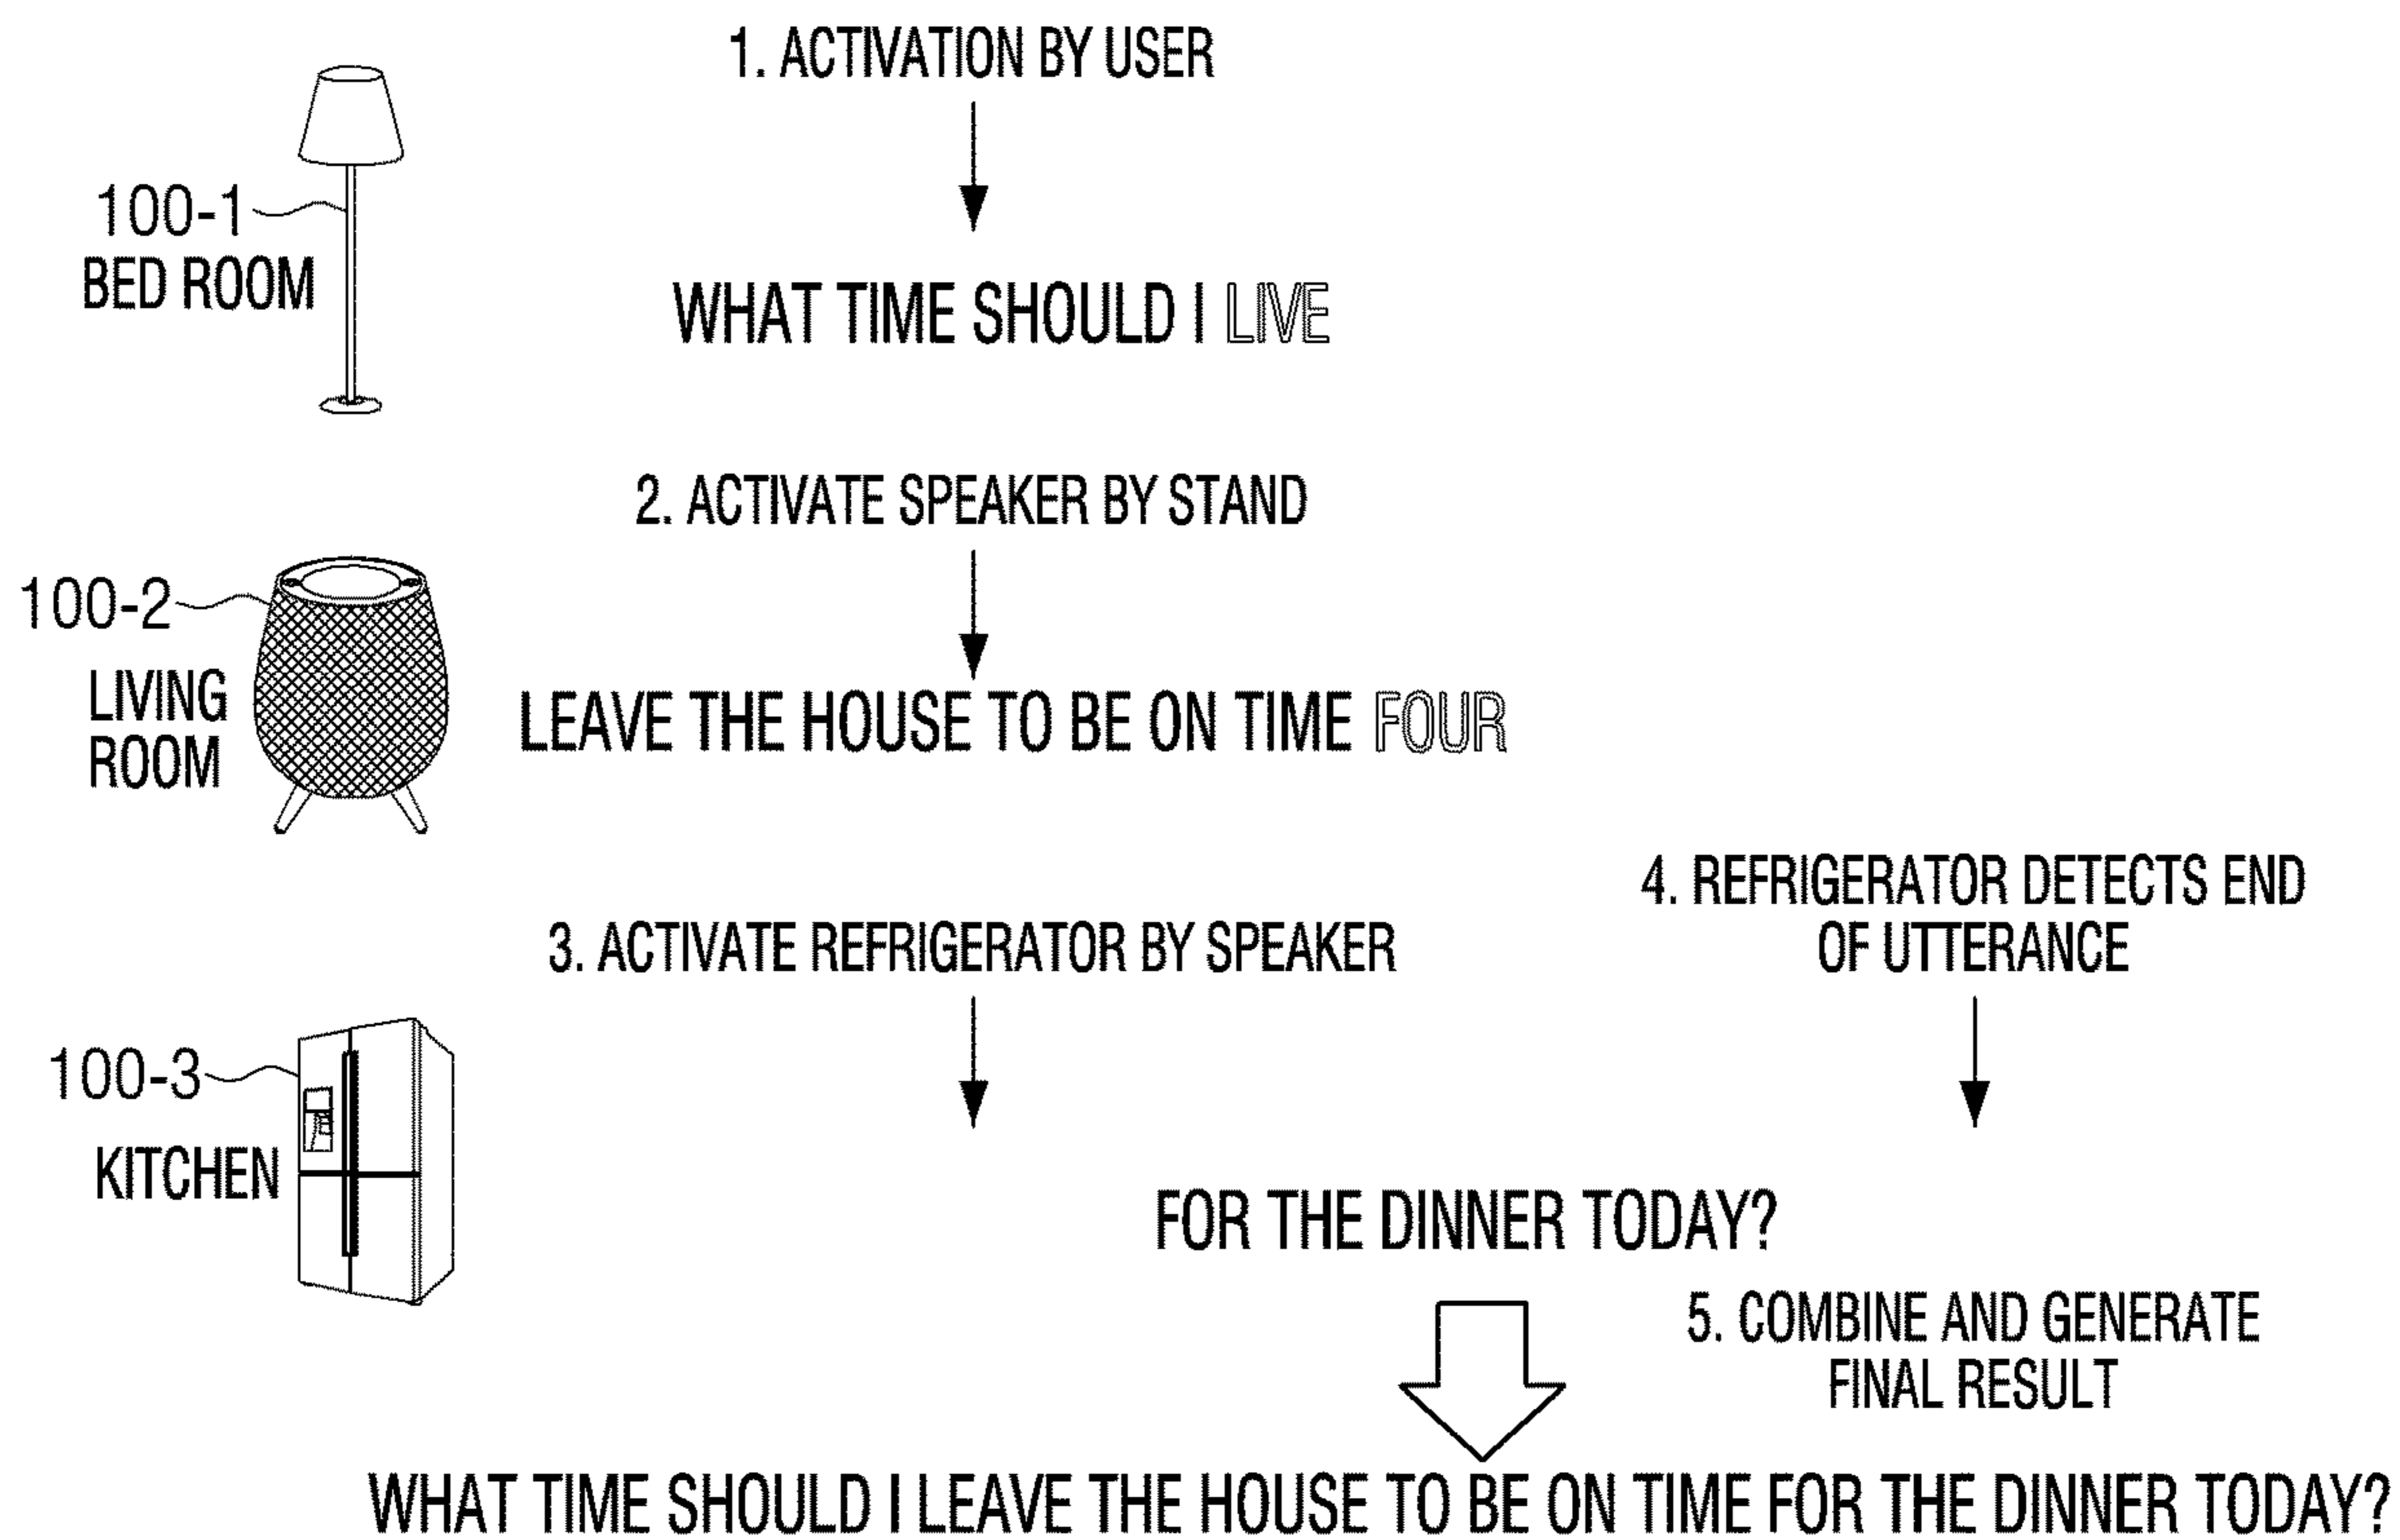 1. ACTIVATION BY USER
100-1
BED ROOM
WHAT TIME SHOULD I LIVE
2. ACTIVATE SPEAKER BY STAND
100-2
LIVING
ROOM
LEAVE THE HOUSE TO BE ON TIME FOUR
3. ACTIVATE REFRIGERATOR BY SPEAKER
4. REFRIGERATOR DETECTS END
OF UTTERANCE
100-3
KITCHEN
FOR THE DINNER TODAY?
5. COMBINE AND GENERATE
FINAL RESULT
WHAT TIME SHOULD I LEAVE THE HOUSE TO BE ON TIME FOR THE DINNER TODAY?